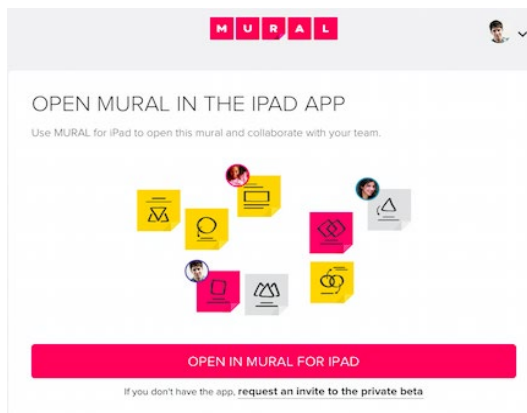 MURAL
OPEN MURAL IN THE IPAD APP
Use MURAL for iPad to open this mural and collaborate with your team.
OPEN IN MURAL FOR IPAD
If you don't have the app, request an invite to the private beta